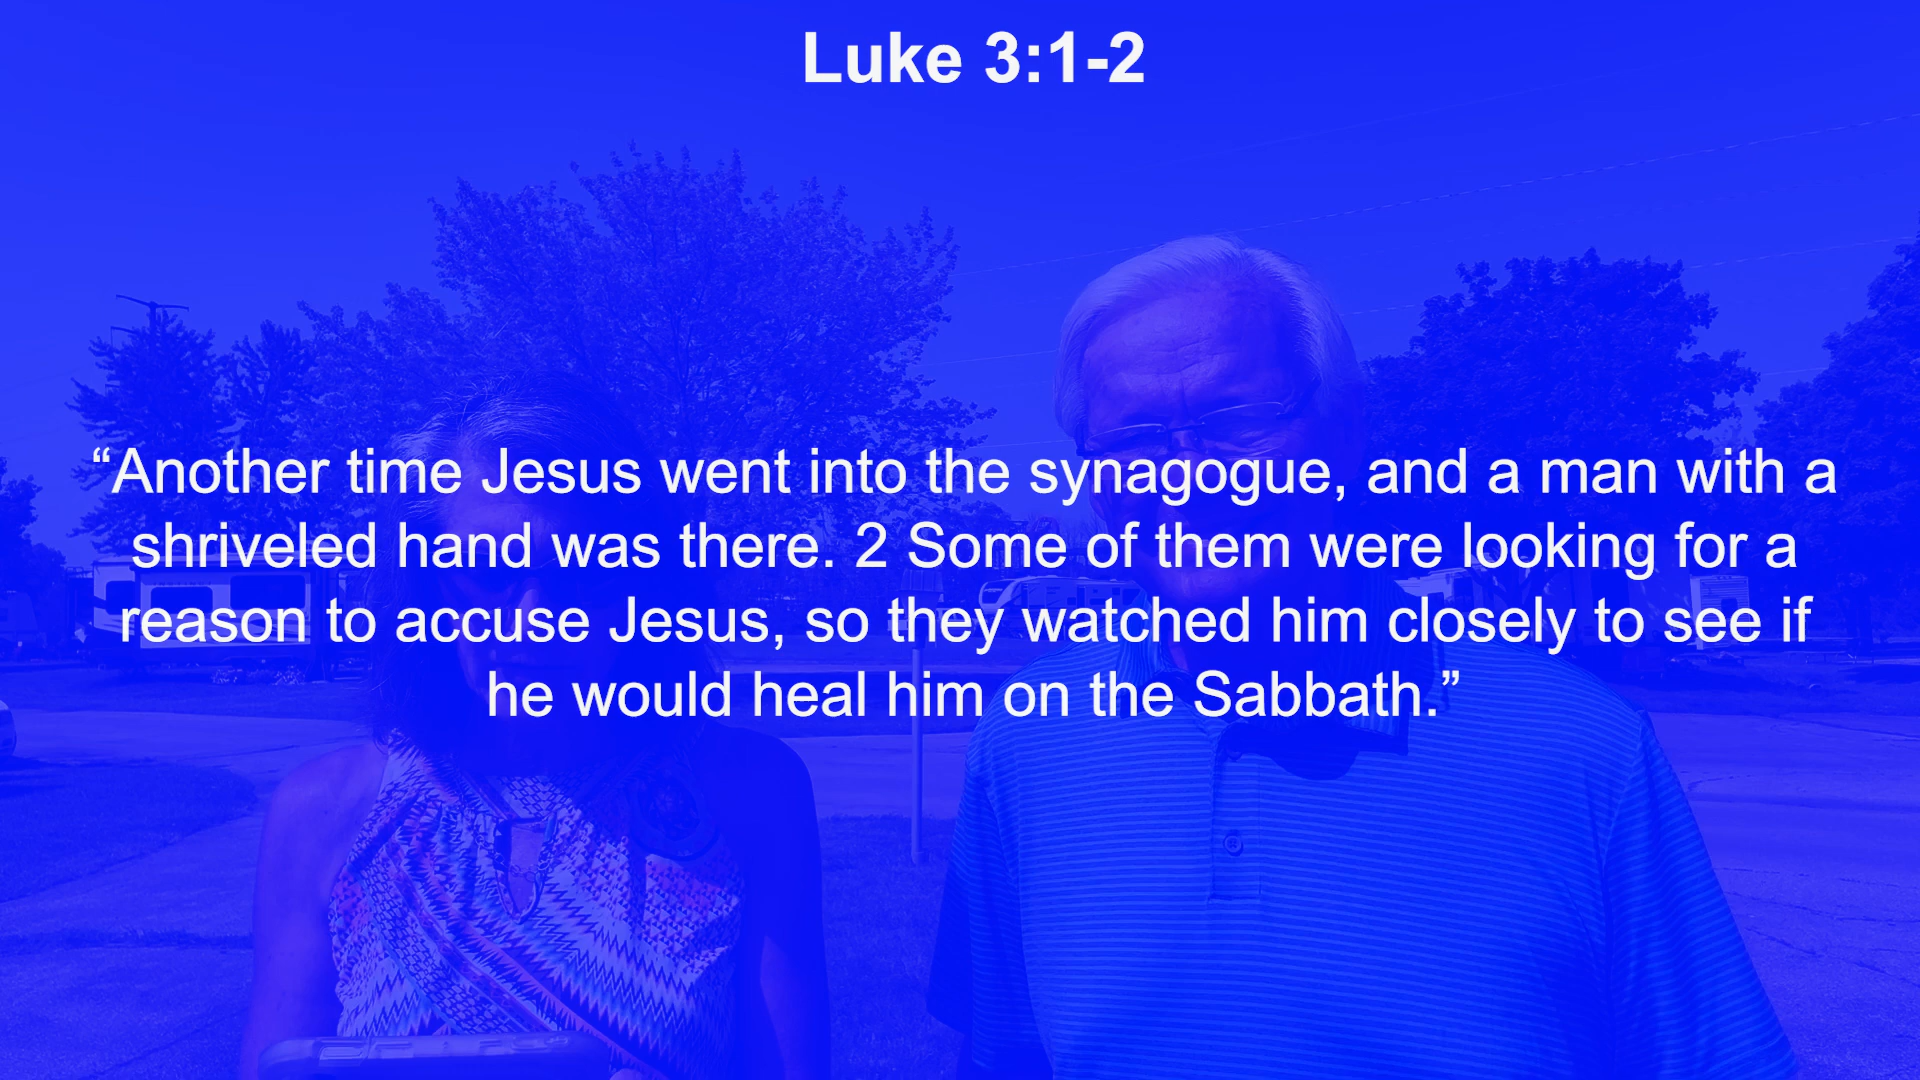 Luke 3:1-2
“Another time Jesus went into the synagogue, and a man with a
shriveled hand was there. 2 Some of them were looking for a
reason to accuse Jesus, so they watched him closely to see if
he would heal him on the Sabbath.”